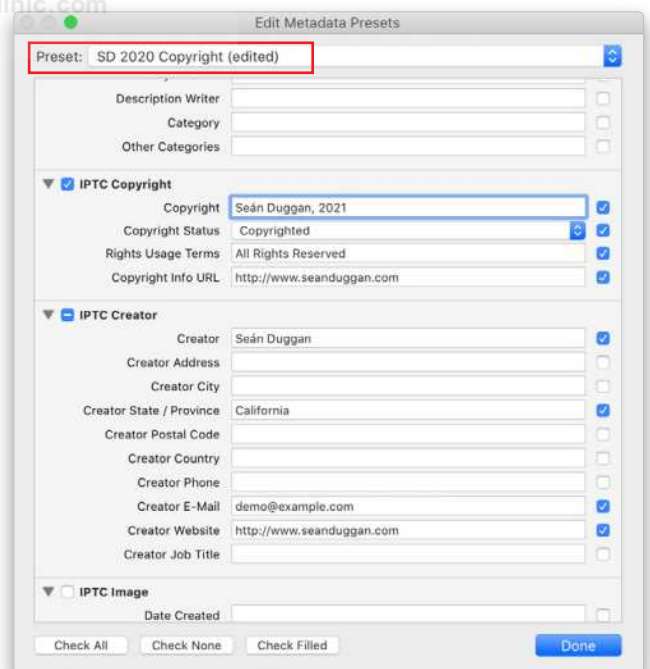 inic.com
Edit Metadata Presets
Preset: SD 2020 Copyright (edited)
Description Writer
Category
Other Categories
IPTC Copyright
Copyright Seán Duggan, 2021
Copyright Status Copyrighted
Rights Usage Terms All Rights Reserved
Copyright Info URL http://www.seanduggan.com
IPTC Creator
Creator Seán Duggan
Creator Address
Creator City
Creator State / Province California
Creator Postal Code
Creator Country
Creator Phone
Creator E-Mail demo@example.com
Creator Website http://www.seanduggan.com
Creator Job Title
IPTC Image
Date Created
Check All Check None Check Filled Done